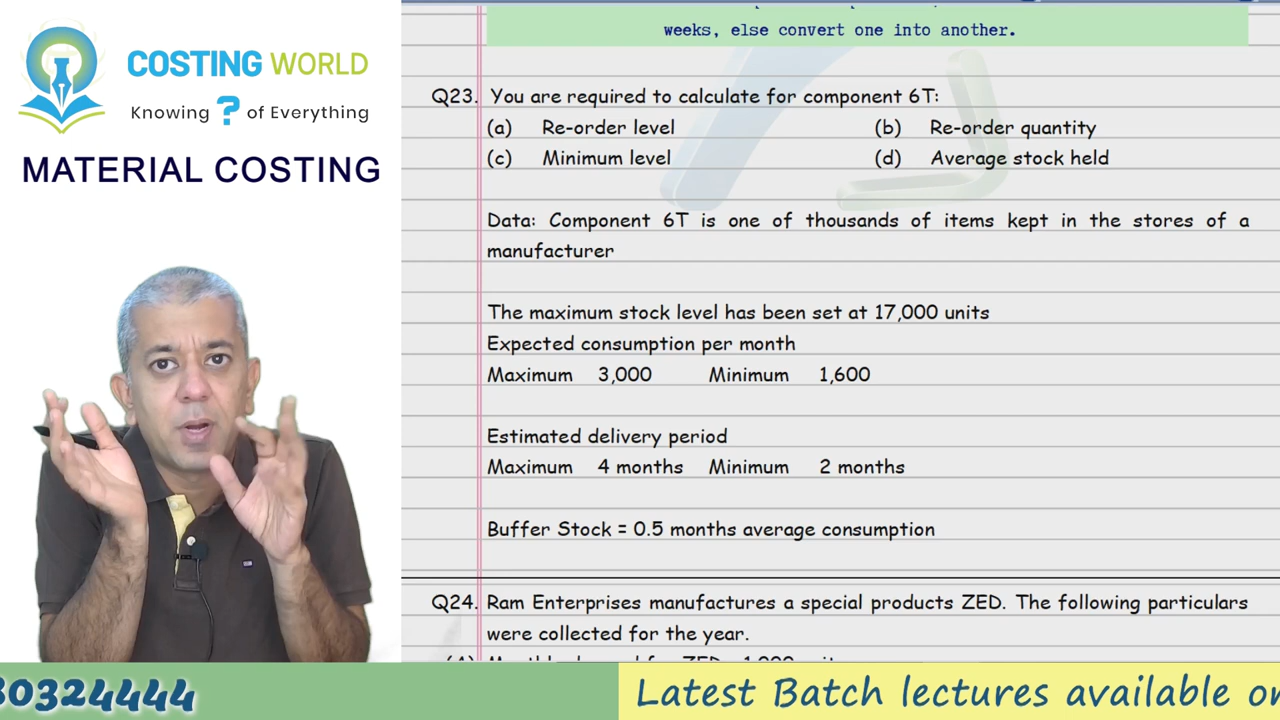 COSTING WORLD
Knowing ? of Everything
MATERIAL COSTING
weeks, else convert one into another.
Q23. You are required to calculate for component 6T:
(a) Re-order level (b) Re-order quantity
(c) Minimum level (d) Average stock held
Data: Component 6T is one of thousands of items kept in the stores of a
manufacturer
The maximum stock level has been set at 17,000 units
Expected consumption per month
Maximum 3,000 Minimum 1,600
Estimated delivery period
Maximum 4 months Minimum 2 months
Buffer Stock = 0.5 months average consumption
Q24. Ram Enterprises manufactures a special products ZED. The following particulars
were collected for the year.
30324444
Latest Batch lectures available on